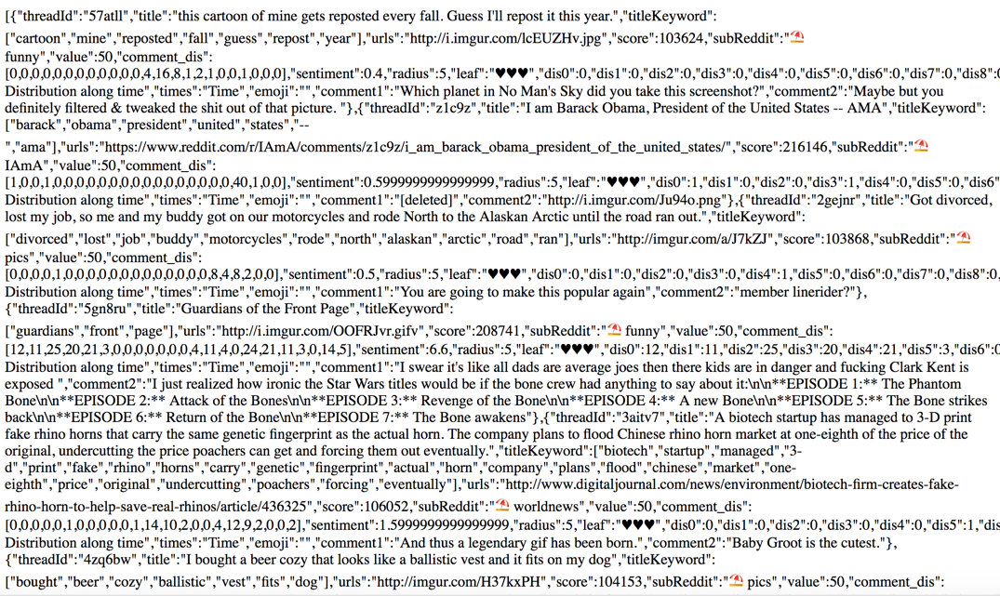 [{"threadId":"57atll","title":"this cartoon of mine gets reposted every fall. Guess I'll repost it this year.","titleKeyword":
["cartoon","mine","reposted","fall","guess","repost","year"],"urls":"http://i.imgur.com/lcEUZHv.jpg","score":103624,"subReddit":"⛱
funny","value":50,"comment_dis":
[0,0,0,0,0,0,0,0,0,0,0,0,4,16,8,1,2,1,0,0,1,0,0,0],"sentiment":0.4,"radius":5,"leaf":"♥♥♥","dis0":0,"dis1":0,"dis2":0,"dis3":0,"dis4":0,"dis5":0,"dis6":0,"dis7":0,"dis8":0
Distribution along time","times":"Time","emoji":"","comment1":"Which planet in No Man's Sky did you take this screenshot?","comment2":"Maybe but you
definitely filtered & tweaked the shit out of that picture. "},{"threadId":"z1c9z","title":"I am Barack Obama, President of the United States -- AMA","titleKeyword":
["barack","obama","president","united","states","--
","ama"],"urls":"https://www.reddit.com/r/IAmA/comments/z1c9z/i_am_barack_obama_president_of_the_united_states/","score":216146,"subReddit":"⛱
IAmA","value":50,"comment_dis":
[1,0,0,1,0,0,0,0,0,0,0,0,0,0,0,0,0,0,0,0,40,1,0,0],"sentiment":0.5999999999999999,"radius":5,"leaf":"♥♥♥","dis0":1,"dis1":0,"dis2":0,"dis3":1,"dis4":0,"dis5":0,"dis6"
Distribution along time","times":"Time","emoji":"","comment1":"[deleted]","comment2":"http://i.imgur.com/Ju94o.png"},{"threadId":"2gejnr","title":"Got divorced,
lost my job, so me and my buddy got on our motorcycles and rode North to the Alaskan Arctic until the road ran out.","titleKeyword":
["divorced","lost","job","buddy","motorcycles","rode","north","alaskan","arctic","road","ran"],"urls":"http://imgur.com/a/J7kZJ","score":103868,"subReddit":"⛱
pics","value":50,"comment_dis":
[0,0,0,0,1,0,0,0,0,0,0,0,0,0,0,0,0,0,8,4,8,2,0,0],"sentiment":0.5,"radius":5,"leaf":"♥♥♥","dis0":0,"dis1":0,"dis2":0,"dis3":0,"dis4":1,"dis5":0,"dis6":0,"dis7":0,"dis8":0,
Distribution along time","times":"Time","emoji":"","comment1":"You are going to make this popular again","comment2":"member linerider?"},
{"threadId":"5gn8ru","title":"Guardians of the Front Page","titleKeyword":
["guardians","front","page"],"urls":"http://i.imgur.com/OOFRJvr.gifv","score":208741,"subReddit":"⛱ funny","value":50,"comment_dis":
[12,11,25,20,21,3,0,0,0,0,0,0,0,4,11,4,0,24,21,11,3,0,14,5],"sentiment":6.6,"radius":5,"leaf":"♥♥♥","dis0":12,"dis1":11,"dis2":25,"dis3":20,"dis4":21,"dis5":3,"dis6":0
Distribution along time","times":"Time","emoji":"","comment1":"I swear it's like all dads are average joes then there kids are in danger and fucking Clark Kent is
exposed ","comment2":"I just realized how ironic the Star Wars titles would be if the bone crew had anything to say about it:\n\n**EPISODE 1:** The Phantom
Bone\n\n**EPISODE 2:** Attack of the Bones\n\n**EPISODE 3:** Revenge of the Bone\n\n**EPISODE 4:** A new Bone\n\n**EPISODE 5:** The Bone strikes
back\n\n**EPISODE 6:** Return of the Bone\n\n**EPISODE 7:** The Bone awakens"},{"threadId":"3aitv7","title":"A biotech startup has managed to 3-D print
fake rhino horns that carry the same genetic fingerprint as the actual horn. The company plans to flood Chinese rhino horn market at one-eighth of the price of the
original, undercutting the price poachers can get and forcing them out eventually.","titleKeyword":["biotech","startup","managed","3-
d","print","fake","rhino","horns","carry","genetic","fingerprint","actual","horn","company","plans","flood","chinese","market","one-
eighth","price","original","undercutting","poachers","forcing","eventually"],"urls":"http://www.digitaljournal.com/news/environment/biotech-firm-creates-fake-
rhino-horn-to-help-save-real-rhinos/article/436325","score":106052,"subReddit":"⛱ worldnews","value":50,"comment_dis":
[0,0,0,0,0,1,0,0,0,0,0,1,14,10,2,0,0,4,12,9,2,0,0,2],"sentiment":1.5999999999999999,"radius":5,"leaf":"♥♥♥","dis0":0,"dis1":0,"dis2":0,"dis3":0,"dis4":0,"dis5":1,"dis
Distribution along time","times":"Time","emoji":"","comment1":"And thus a legendary gif has been born.","comment2":"Baby Groot is the cutest."},
{"threadId":"4zq6bw","title":"I bought a beer cozy that looks like a ballistic vest and it fits on my dog","titleKeyword":
["bought","beer","cozy","ballistic","vest","fits","dog"],"urls":"http://imgur.com/H37kxPH","score":104153,"subReddit":"⛱ pics","value":50,"comment_dis":